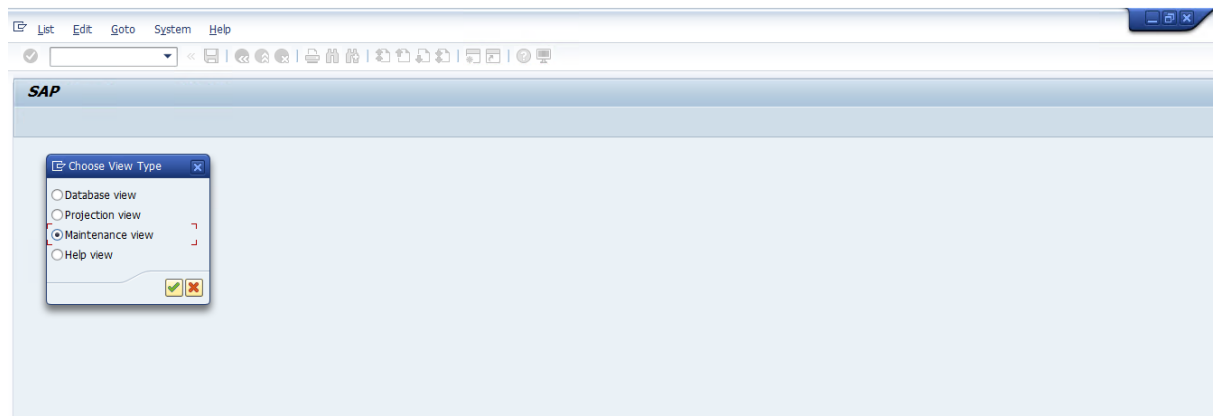 List Edit Goto System Help
SAP
Choose View Type
Database view
Projection view
Maintenance view
Help view